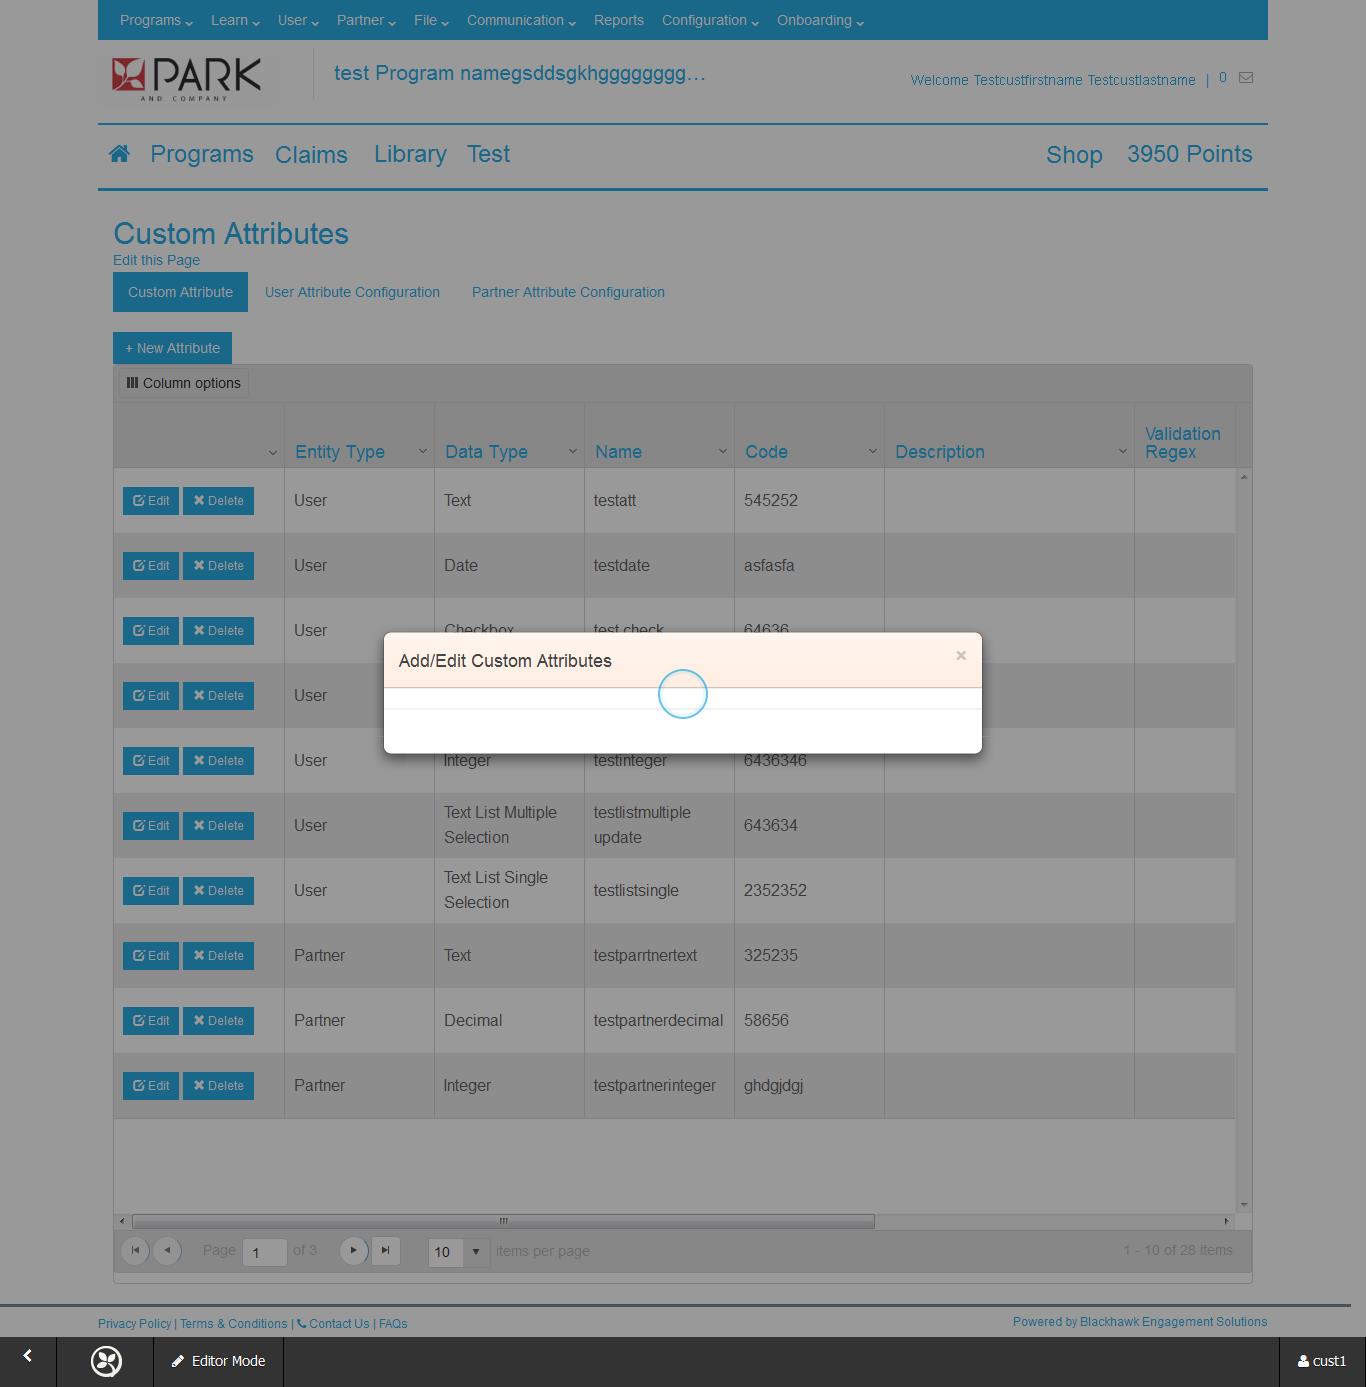 Programs Learn User Partner File Communication Reports Configuration Onboarding
PARK
AND COMPANY
test Program namegsddsgkhgggggggg...
Welcome Testcustfirstname Testcustlastname | 0
Programs Claims Library Test Shop 3950 Points
Custom Attributes
Edit this Page
Custom Attribute User Attribute Configuration Partner Attribute Configuration
+ New Attribute
Column options
Entity Type Data Type Name Code Description Validation Regex
Edit Delete User Text testatt 545252
Edit Delete User Date testdate asfasfa
Edit Delete User Checkbox test check 64636
Add/Edit Custom Attributes ×
Edit Delete User
Edit Delete User Integer testinteger 6436346
Edit Delete User Text List Multiple Selection testlistmultiple update 643634
Edit Delete User Text List Single Selection testlistsingle 2352352
Edit Delete Partner Text testparrtnertext 325235
Edit Delete Partner Decimal testpartnerdecimal 58656
Edit Delete Partner Integer testpartnerinteger ghdgjdgj
Page 1 of 3 10 items per page 1 - 10 of 28 items
Privacy Policy | Terms & Conditions | Contact Us | FAQs Powered by Blackhawk Engagement Solutions
Editor Mode cust1